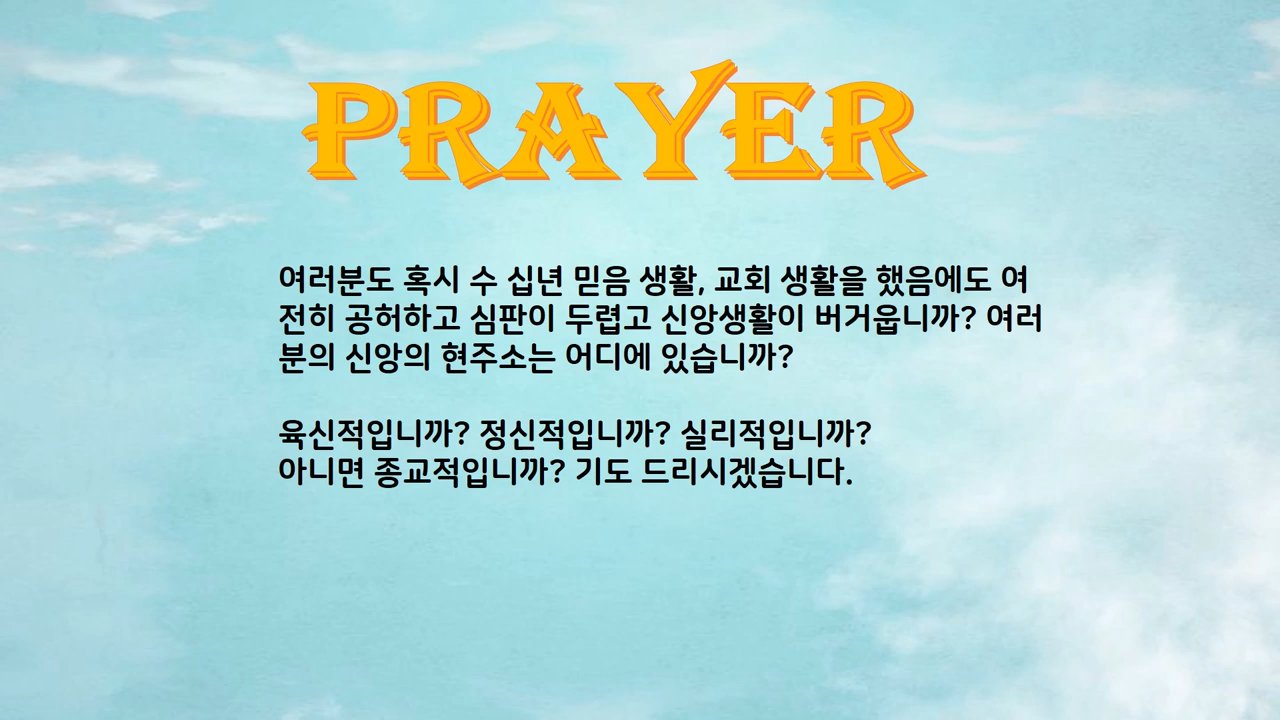 PRAYER
여러분도 혹시 수 십년 믿음 생활, 교회 생활을 했음에도 여
전히 공허하고 심판이 두렵고 신앙생활이 버거웁니까? 여러
분의 신앙의 현주소는 어디에 있습니까?
육신적입니까? 정신적입니까? 실리적입니까?
아니면 종교적입니까? 기도 드리시겠습니다.